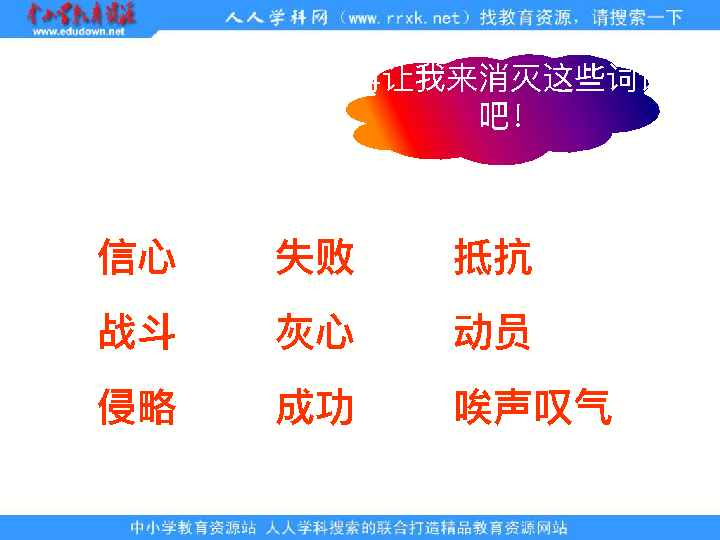 中小学教育资源
www.edudown.net
人人学科网（www.rrxk.net）找教育资源，请搜索一下
让我来消灭这些词
吧！
信心 失败 抵抗
战斗 灰心 动员
侵略 成功 唉声叹气
中小学教育资源站 人人学科搜索的联合打造精品教育资源网站